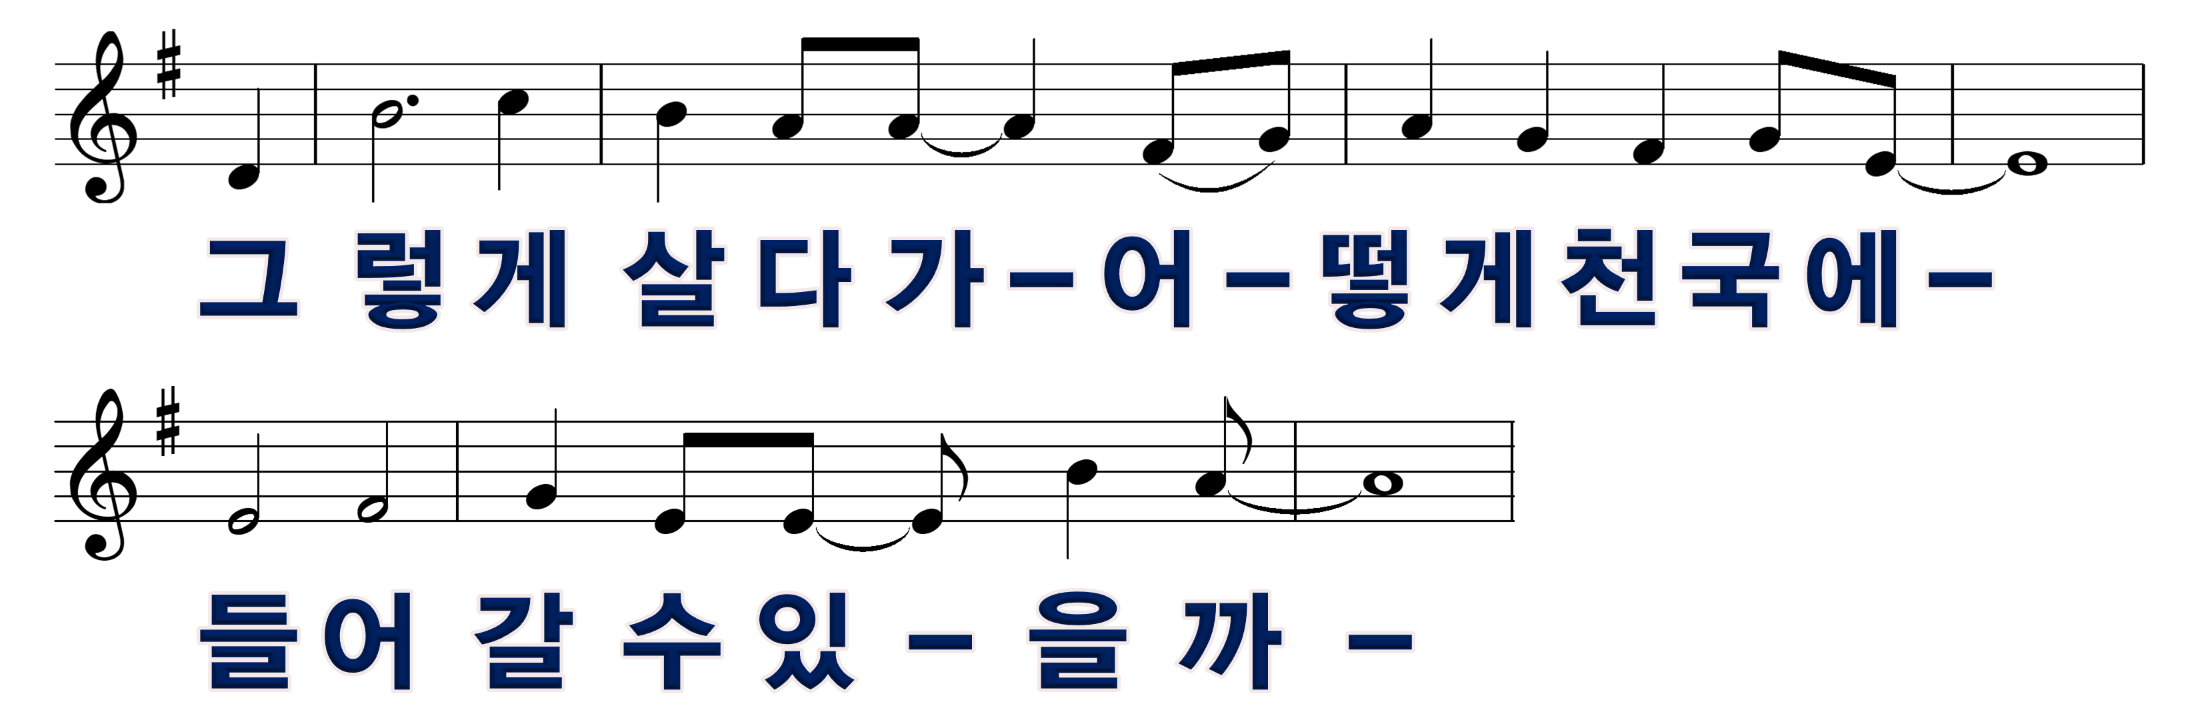 그 렇 게 살 다 가 - 어 - 떻 게 천 국 에 -
들 어 갈 수 있 - 을 까 -